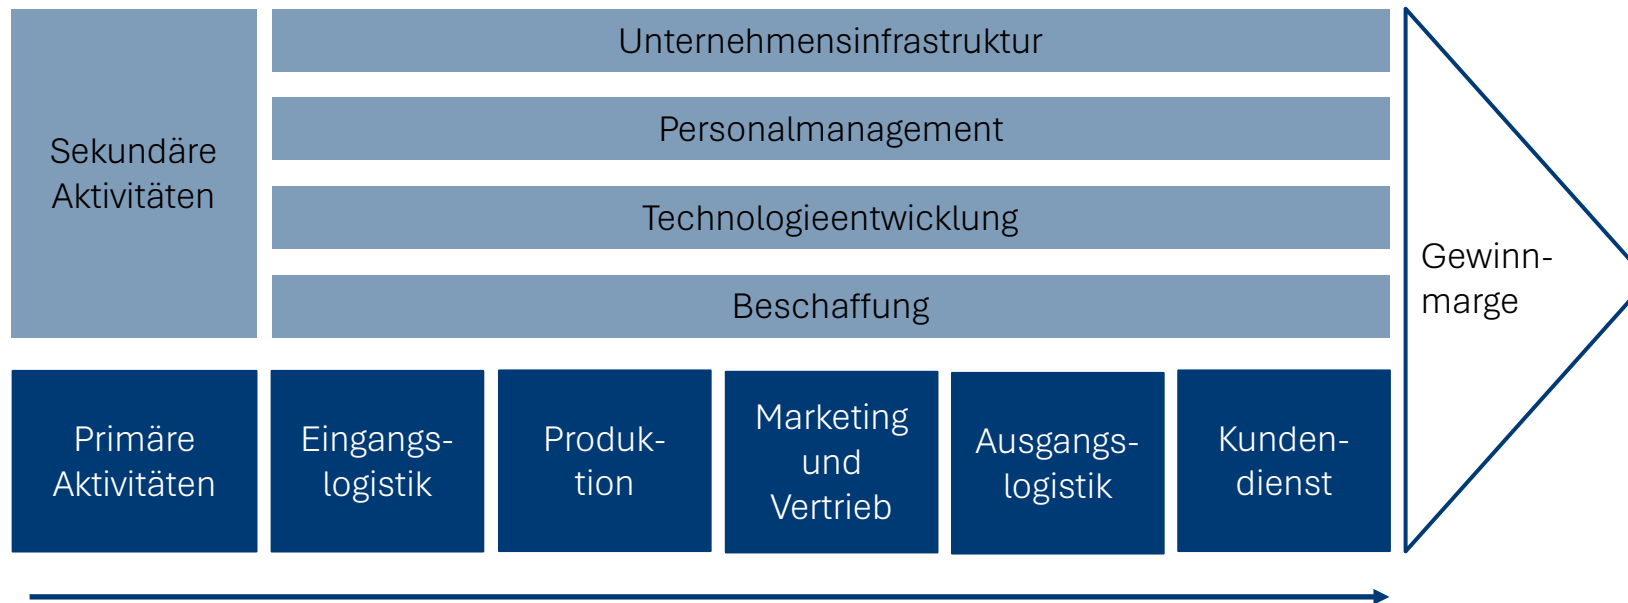 Unternehmensinfrastruktur
Personalmanagement
Sekundäre
Aktivitäten
Technologieentwicklung
Beschaffung
Gewinn-
marge
Primäre
Aktivitäten
Eingangs-
logistik
Produk-
tion
Marketing
und
Vertrieb
Ausgangs-
logistik
Kunden-
dienst